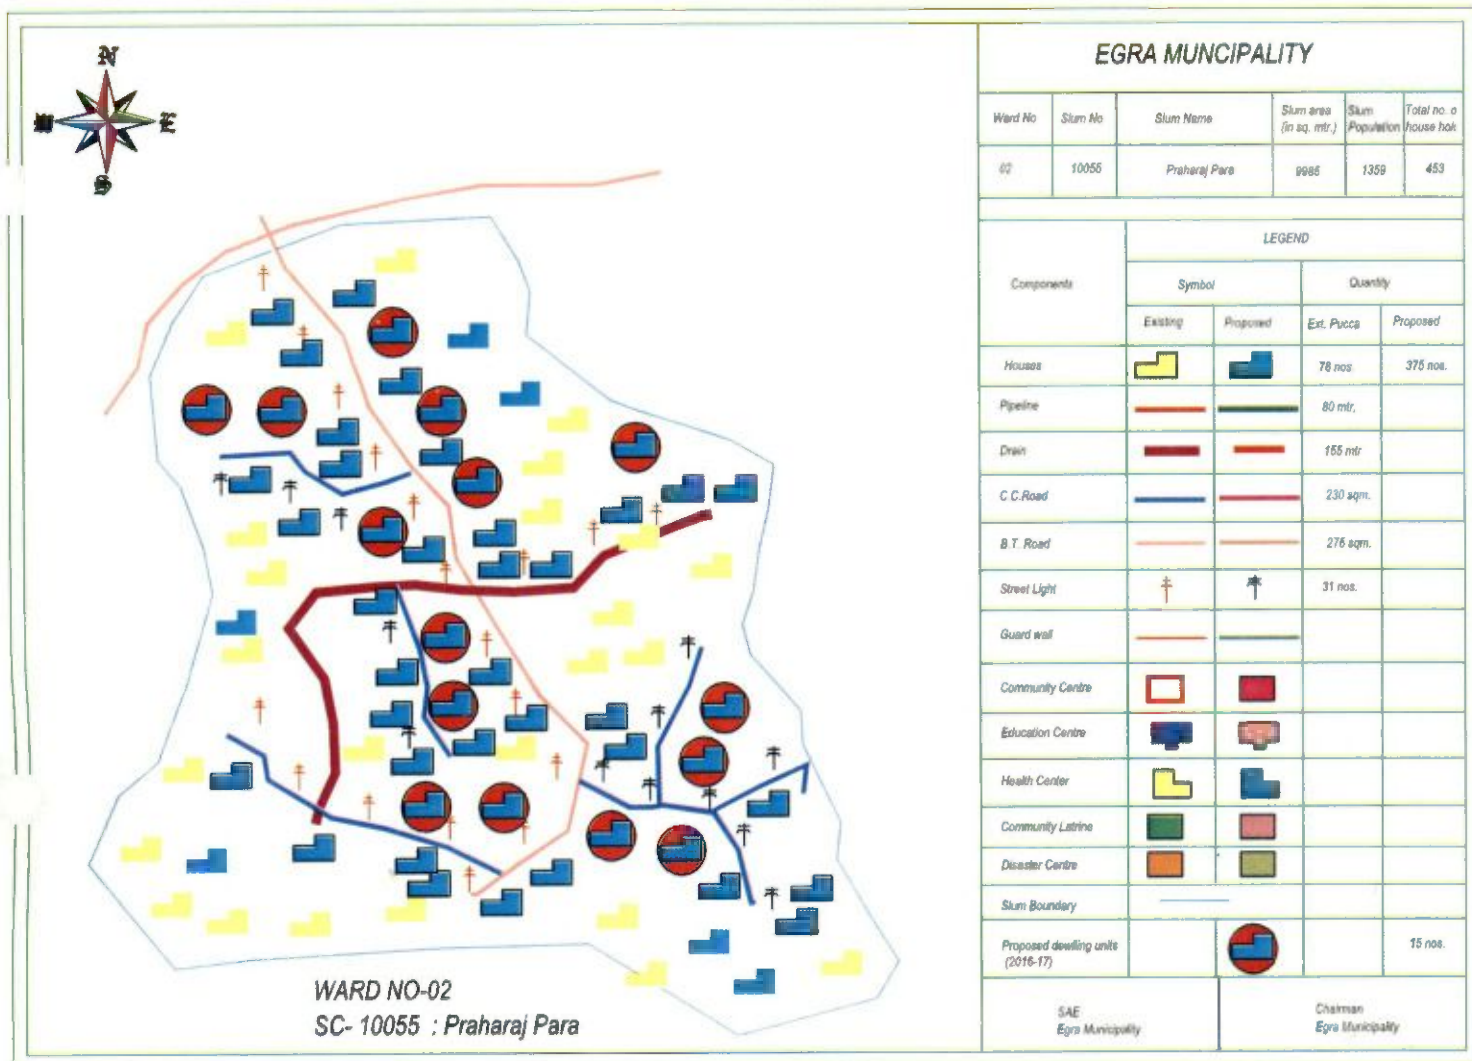 N
E
S
EGRA MUNCIPALITY
Ward No Slum No Slum Name Slum area (in sq. mtr.) Slum Population Total no. o house hol
02 10055 Praharaj Para 9985 1359 453
LEGEND
Components Symbol Quantity
Existing Proposed Ext. Pucca Proposed
Houses 78 nos. 375 nos.
Pipeline 80 mtr.
Drain 155 mtr
C.C.Road 230 sqm.
B.T. Road 276 sqm.
Street Light 31 nos.
Guard wall
Community Centre
Education Centre
Health Center
Community Latrine
Disaster Centre
Slum Boundary
Proposed dewlling units
(2016-17) 15 nos.
SAE
Egra Municipality
Chairman
Egra Municipality
WARD NO-02
SC- 10055 : Praharaj Para